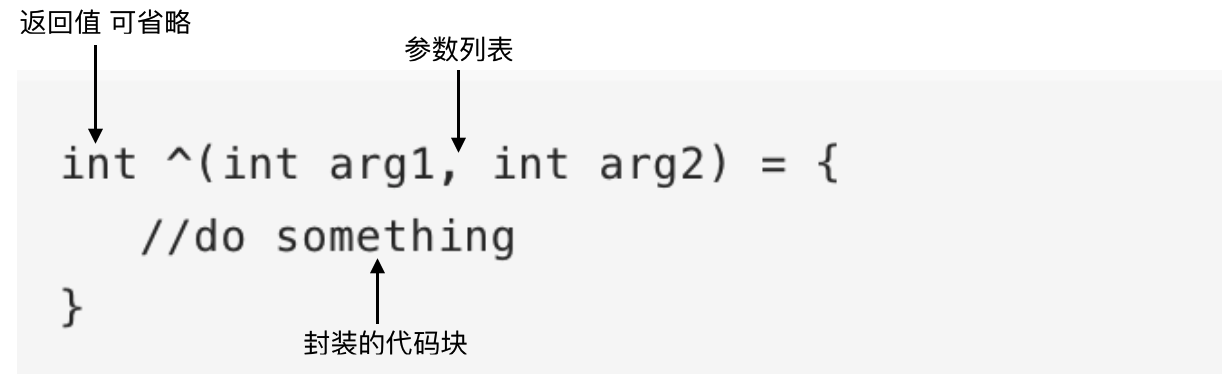 返回值 可省略
参数列表
int ^(int arg1, int arg2) = {
//do something
}
封装的代码块